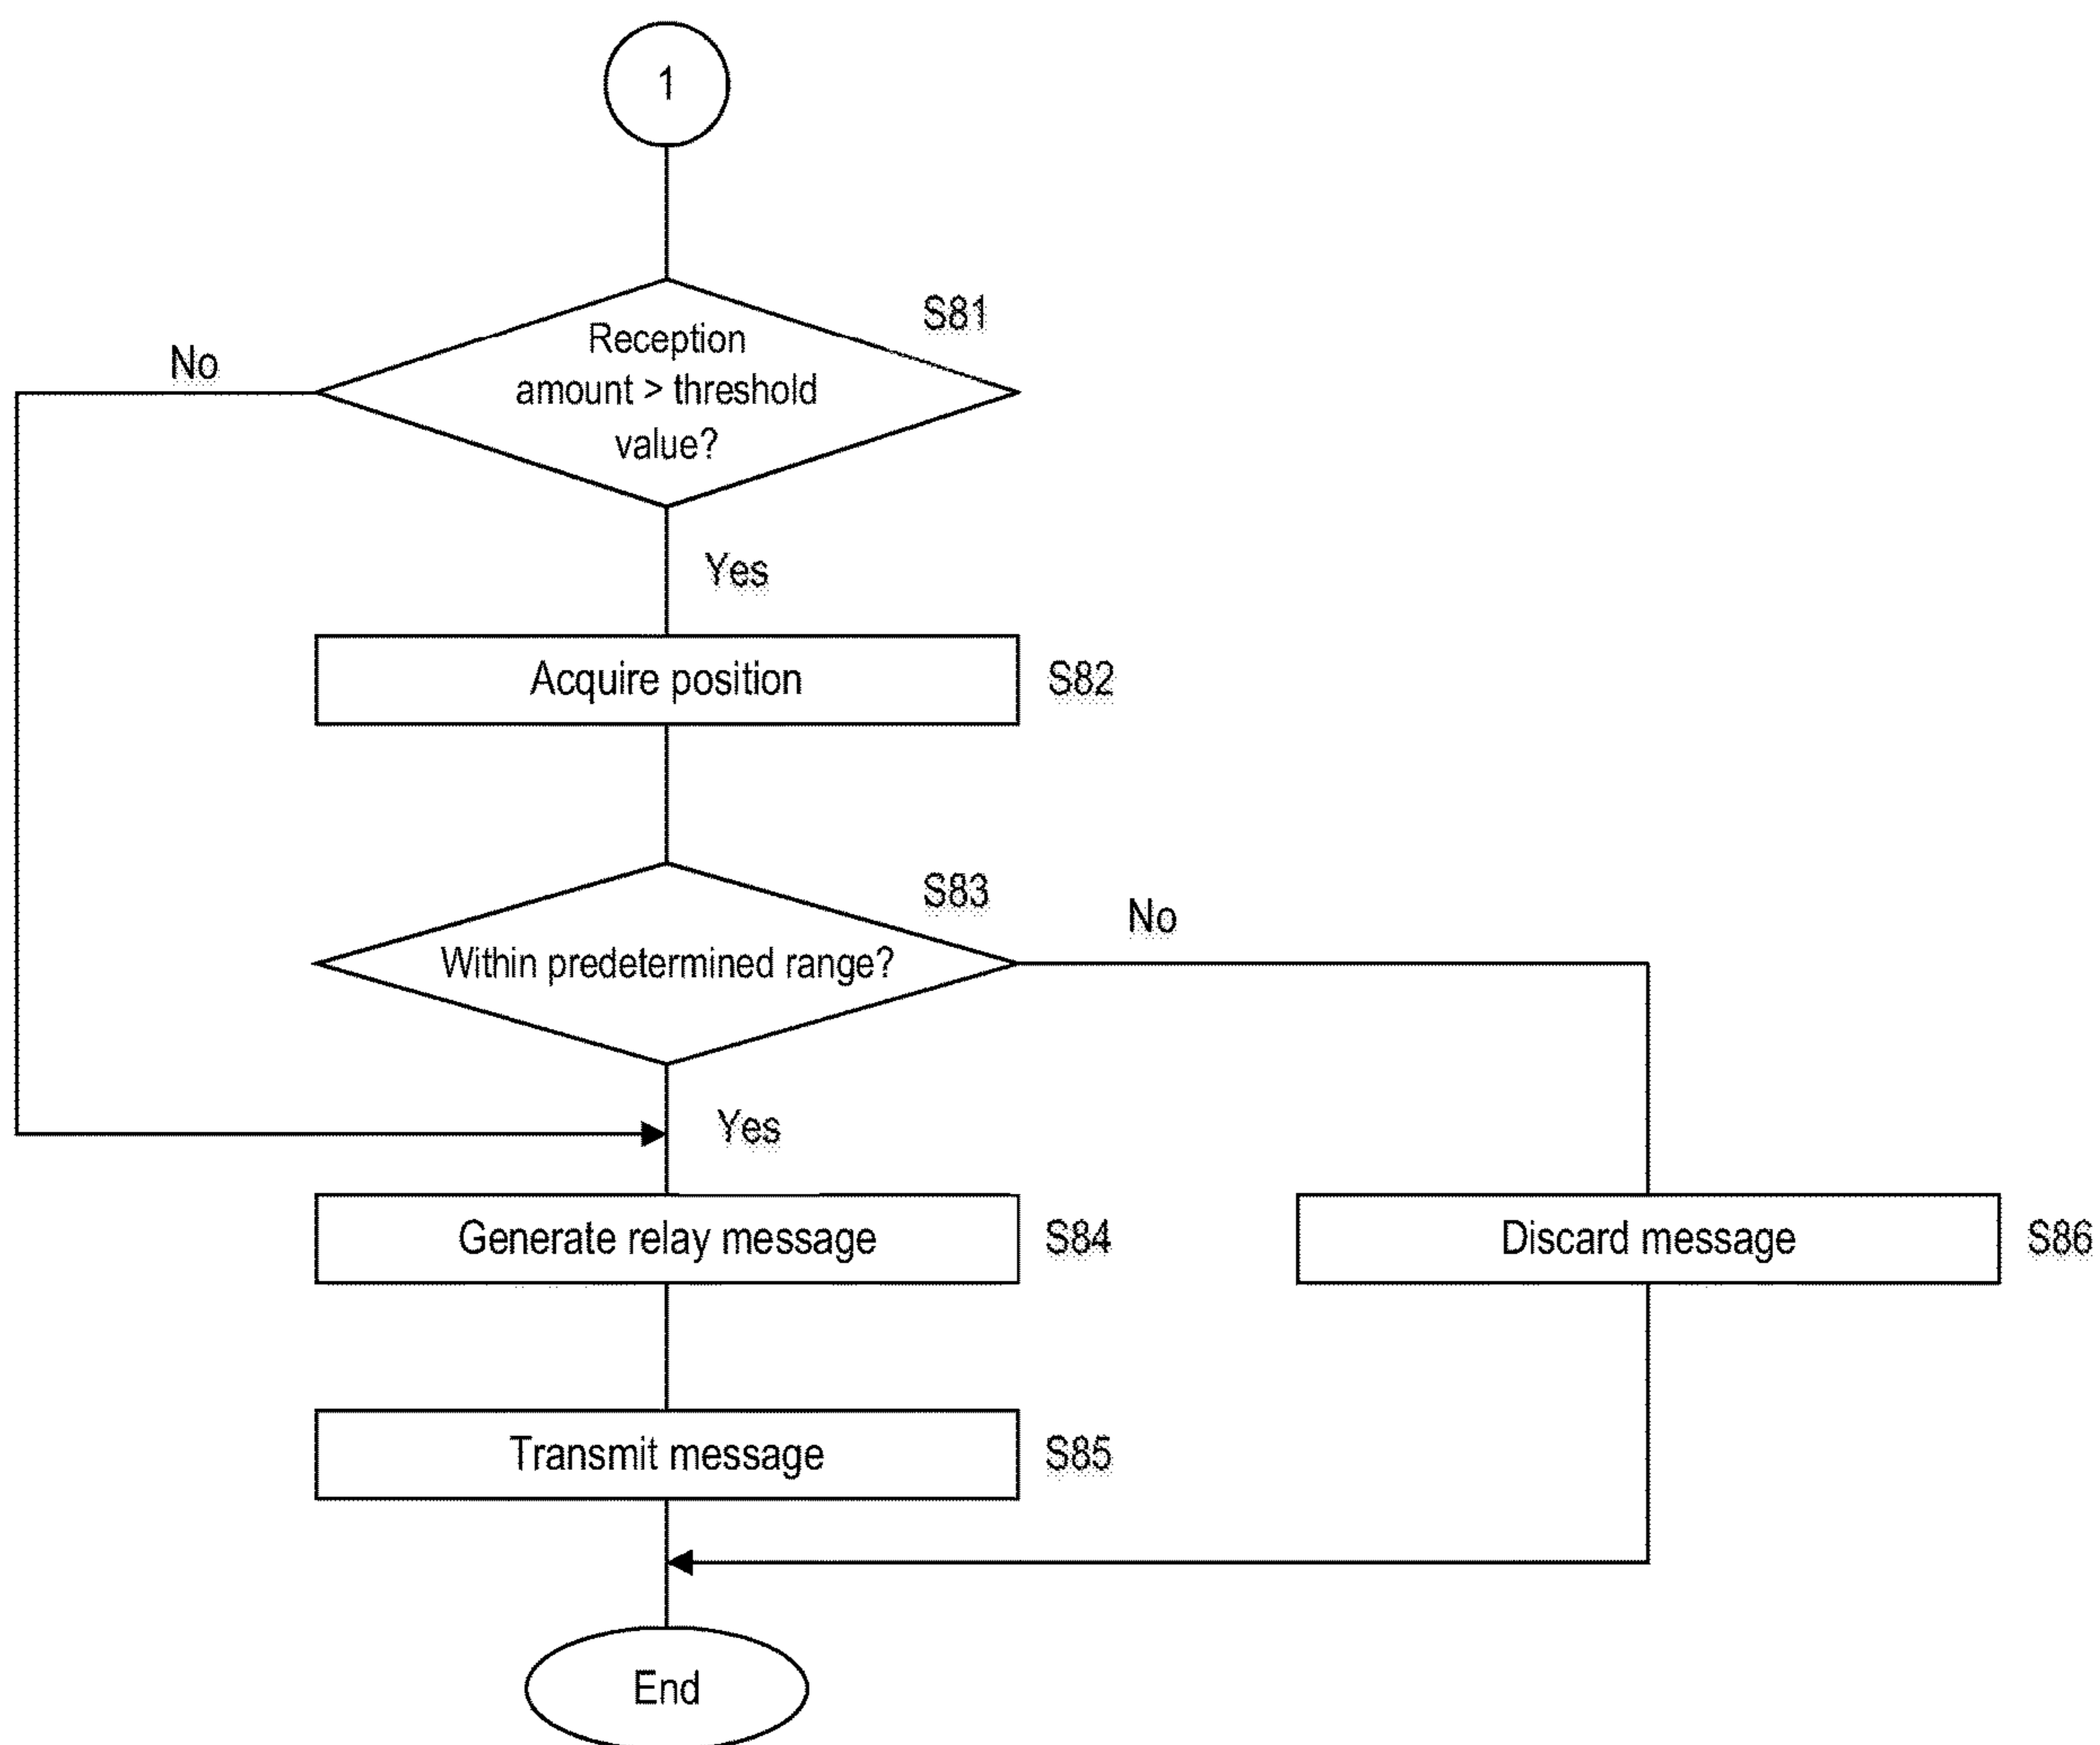 1
S81
Reception
amount > threshold
value?
No
Yes
Acquire position
S82
S83
Within predetermined range?
No
Yes
Generate relay message
S84
Discard message
S86
Transmit message
S85
End